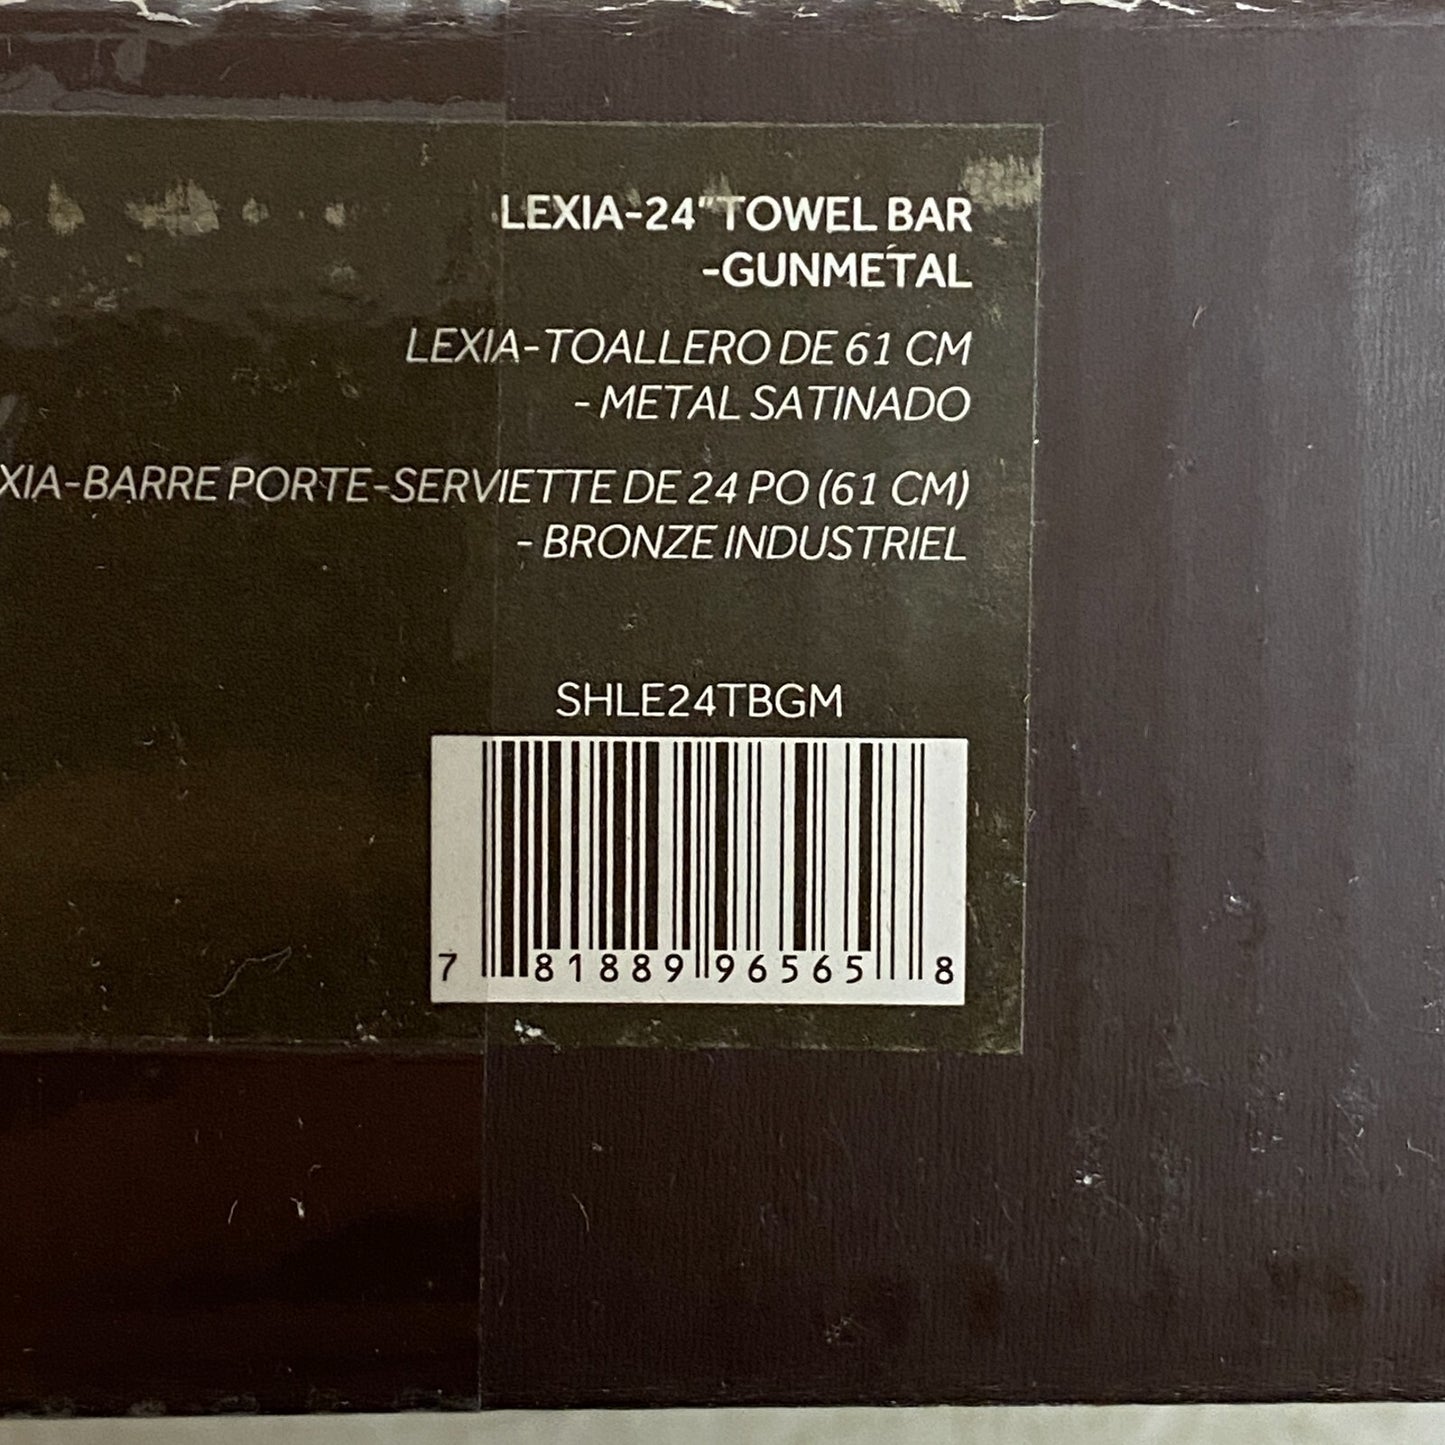 LEXIA-24" TOWEL BAR
-GUNMETAL
LEXIA-TOALLERO DE 61 CM
- METAL SATINADO
XIA-BARRE PORTE-SERVIETTE DE 24 PO (61 CM)
- BRONZE INDUSTRIEL
SHLE24TBGM
7 81889 96565 8